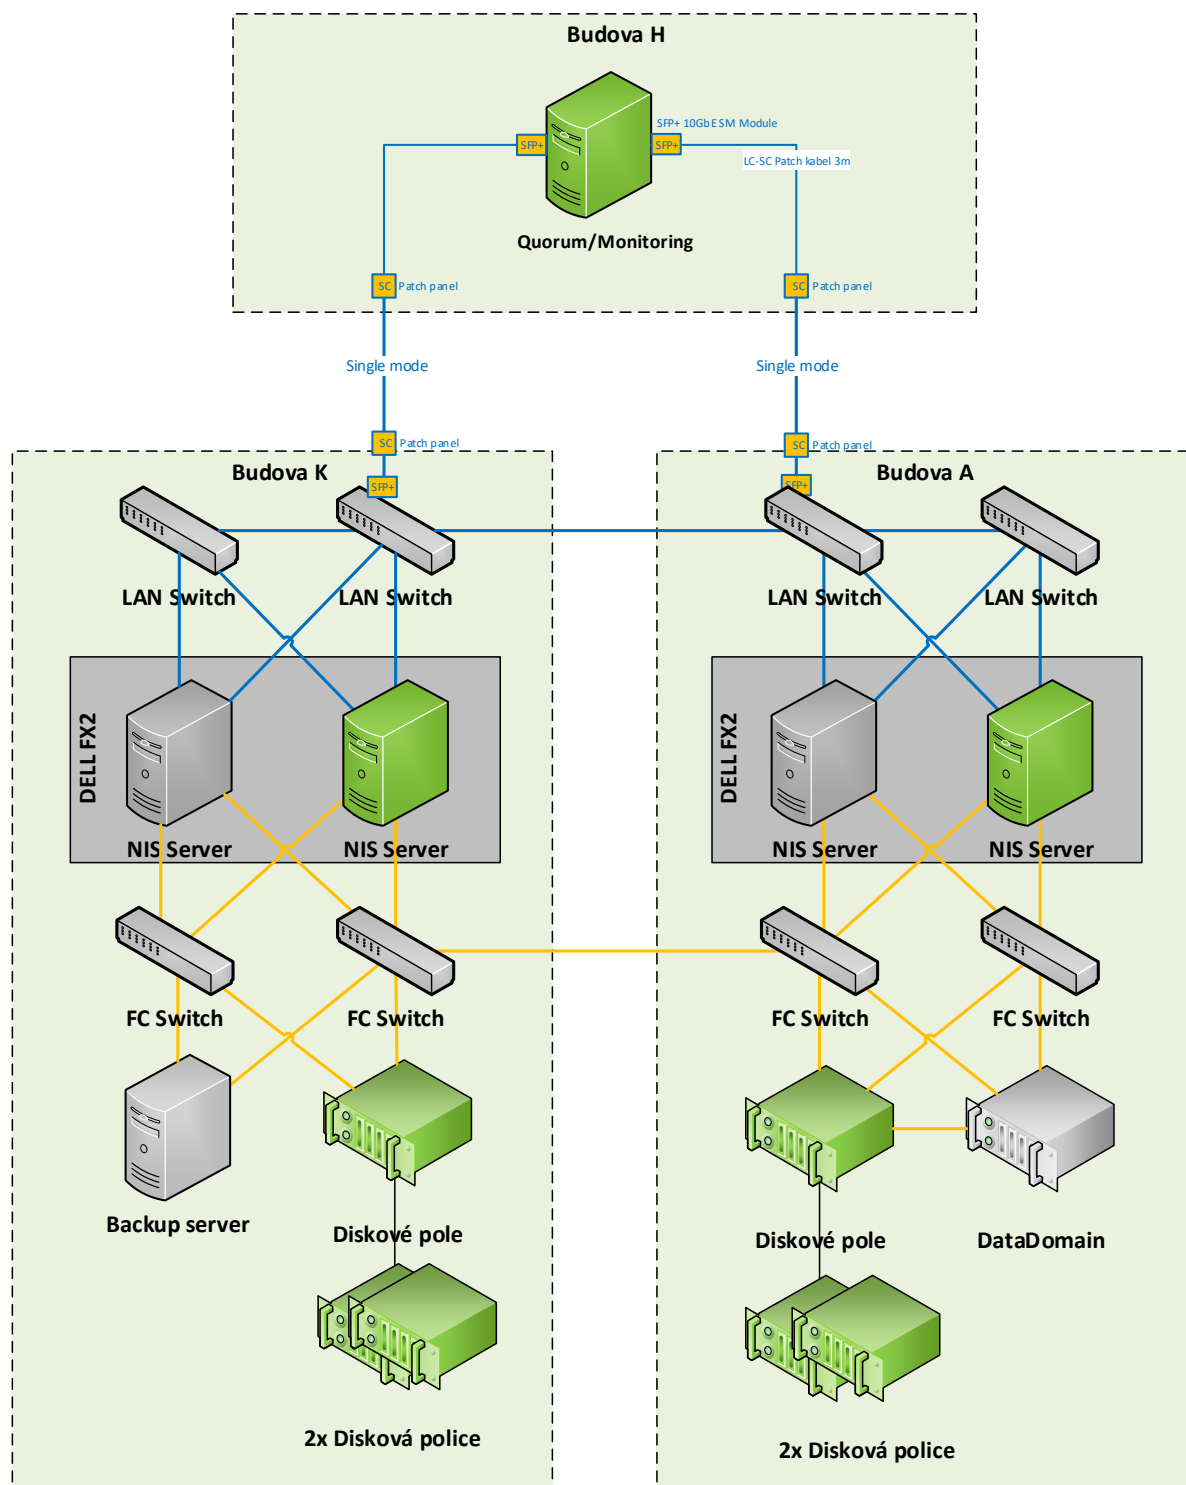 Budova H
SFP+ 10GbE SM Module
SFP+
SFP+
LC-SC Patch kabel 3m
Quorum/Monitoring
SC
Patch panel
SC
Patch panel
Single mode
Single mode
SC
Patch panel
SC
Patch panel
Budova K
Budova A
SFP+
SFP+
LAN Switch
LAN Switch
LAN Switch
LAN Switch
DELL FX2
DELL FX2
NIS Server
NIS Server
NIS Server
NIS Server
FC Switch
FC Switch
FC Switch
FC Switch
Backup server
Diskové pole
Diskové pole
DataDomain
2x Disková police
2x Disková police